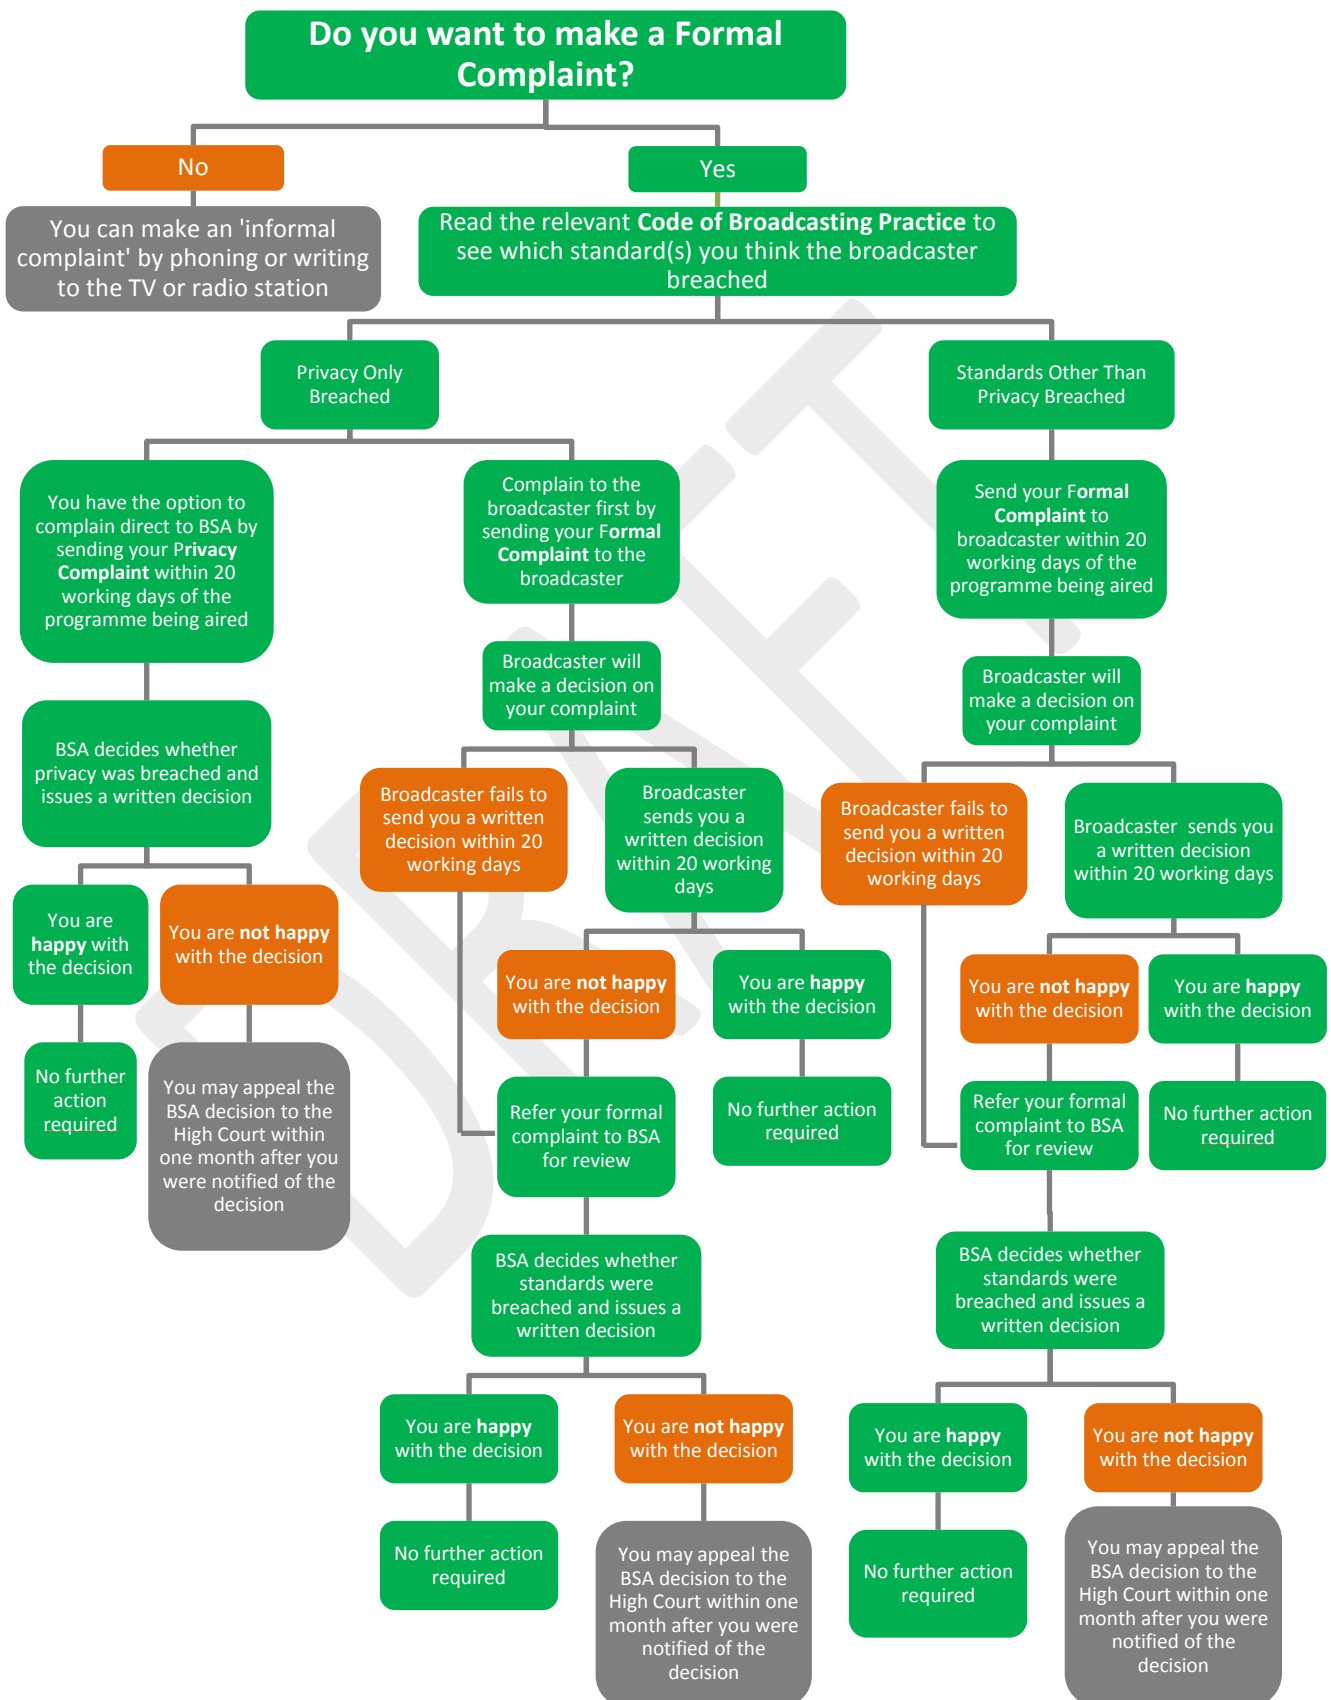 Do you want to make a Formal
Complaint?
No
Yes
You can make an 'informal
complaint' by phoning or writing
to the TV or radio station
Read the relevant Code of Broadcasting Practice to
see which standard(s) you think the broadcaster
breached
Privacy Only
Breached
Standards Other Than
Privacy Breached
You have the option to
complain direct to BSA by
sending your Privacy
Complaint within 20
working days of the
programme being aired
Complain to the
broadcaster first by
sending your Formal
Complaint to the
broadcaster
Send your Formal
Complaint to
broadcaster within 20
working days of the
programme being aired
Broadcaster will
make a decision on
your complaint
Broadcaster will
make a decision on
your complaint
BSA decides whether
privacy was breached and
issues a written decision
Broadcaster fails to
send you a written
decision within 20
working days
Broadcaster
sends you a
written decision
within 20 working
days
Broadcaster fails to
send you a written
decision within 20
working days
Broadcaster  sends you
a written decision
within 20 working days
You are
happy with
the decision
You are not happy
with the decision
You are not happy
with the decision
You are happy
with the decision
You are not happy
with the decision
You are happy
with the decision
No further
action
required
You may appeal the
BSA decision to the
High Court within
one month after you
were notified of the
decision
Refer your formal
complaint to BSA
for review
No further action
required
Refer your formal
complaint to BSA
for review
No further action
required
BSA decides whether
standards were
breached and issues a
written decision
BSA decides whether
standards were
breached and issues a
written decision
You are happy
with the decision
You are not happy
with the decision
You are happy
with the decision
You are not happy
with the decision
No further action
required
You may appeal the
BSA decision to the
High Court within one
month after you were
notified of the
decision
No further action
required
You may appeal the
BSA decision to the
High Court within one
month after you were
notified of the
decision
DRAFT